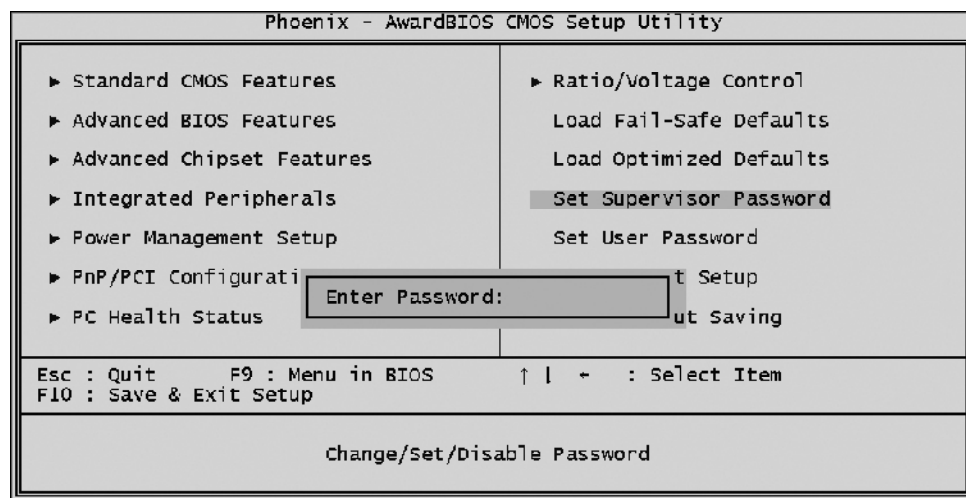 Phoenix - AwardBIOS CMOS Setup Utility
▶ Standard CMOS Features
▶ Advanced BIOS Features
▶ Advanced Chipset Features
▶ Integrated Peripherals
▶ Power Management Setup
▶ PnP/PCI Configurati
▶ PC Health Status
▶ Ratio/Voltage Control
Load Fail-Safe Defaults
Load Optimized Defaults
Set Supervisor Password
Set User Password
t Setup
ut Saving
Enter Password:
Esc : Quit F9 : Menu in BIOS ↑ ↓ ← : Select Item
F10 : Save & Exit Setup
Change/Set/Disable Password